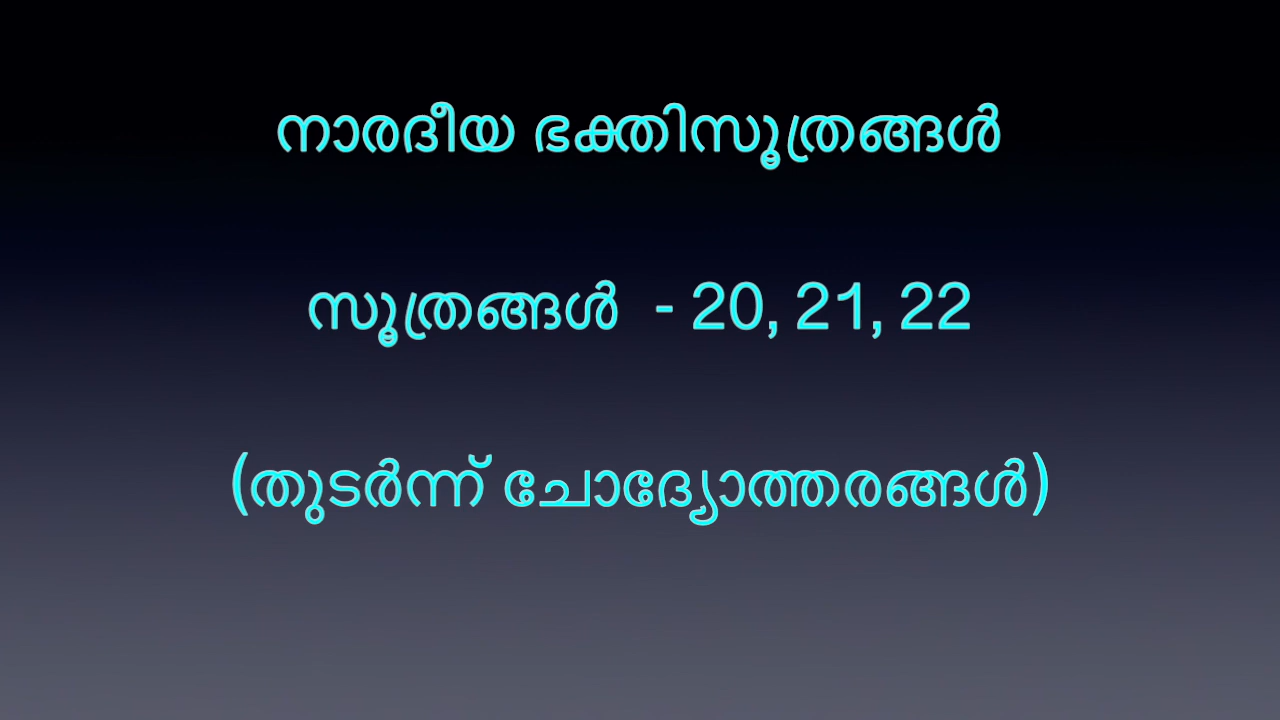 നാരദീയ ഭക്തിസൂത്രങ്ങൾ
സൂത്രങ്ങൾ - 20, 21, 22
(തുടർന്ന് ചോദ്യോത്തരങ്ങൾ)